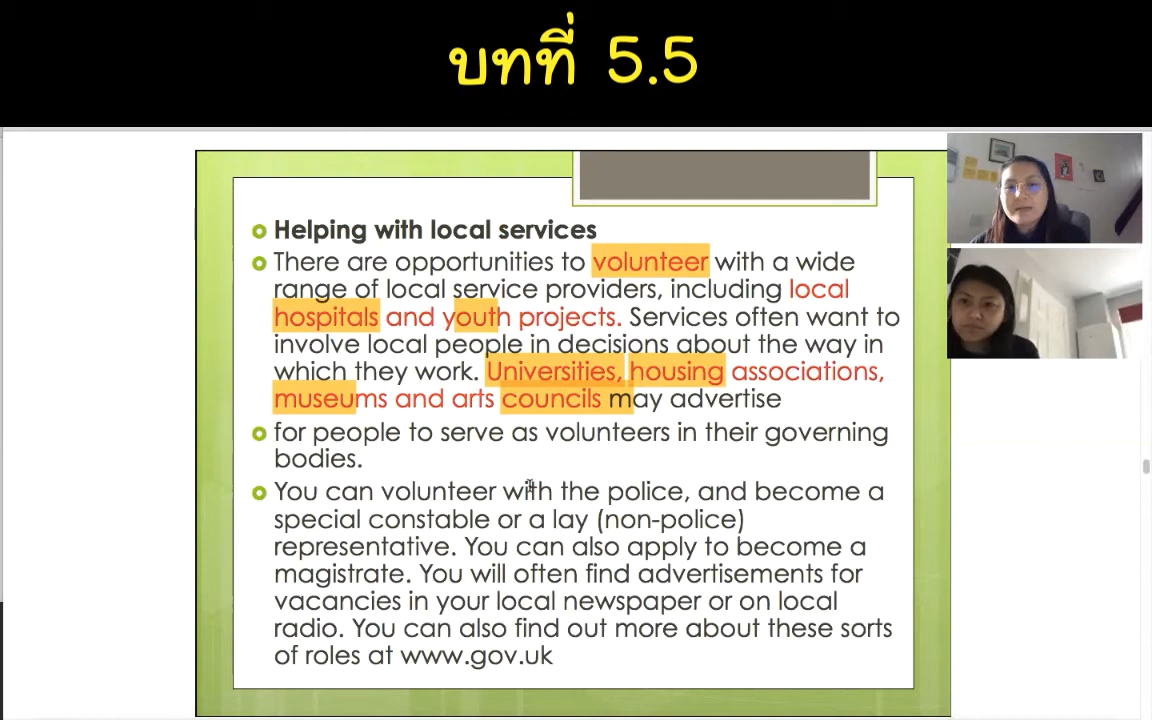 บทที่ 5.5
Helping with local services
There are opportunities to volunteer with a wide
range of local service providers, including local
hospitals and youth projects. Services often want to
involve local people in decisions about the way in
which they work. Universities, housing associations,
museums and arts councils may advertise
for people to serve as volunteers in their governing
bodies.
You can volunteer with the police, and become a
special constable or a lay (non-police)
representative. You can also apply to become a
magistrate. You will often find advertisements for
vacancies in your local newspaper or on local
radio. You can also find out more about these sorts
of roles at www.gov.uk